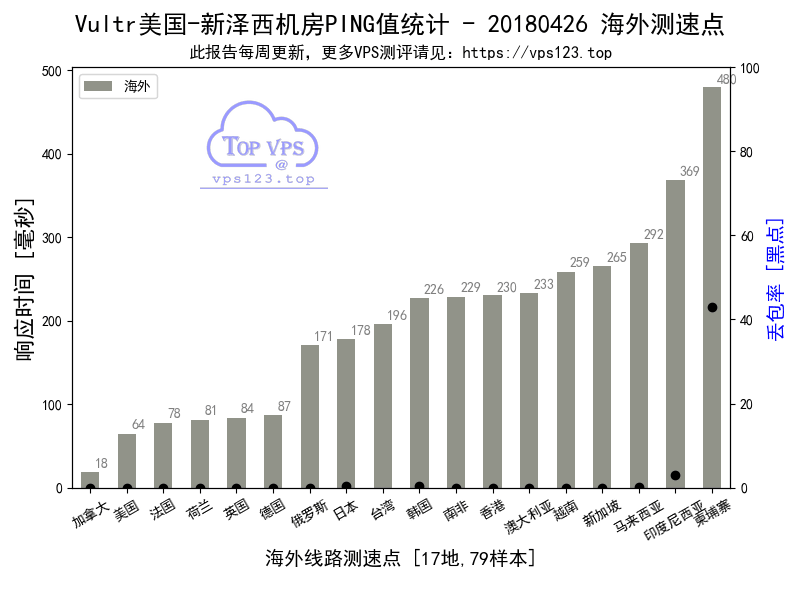 Vultr美国-新泽西机房PING值统计 - 20180426 海外测速点
此报告每周更新，更多VPS测评请见：https://vps123.top
海外
TOP VPS
@
vps123.top
响应时间 [毫秒]
500
400
300
200
100
0
100
80
60
40
20
0
丢包率 [黑点]
18
64
78
81
84
87
171
178
196
226
229
230
233
259
265
292
369
480
加拿大
美国
法国
荷兰
英国
德国
俄罗斯
日本
台湾
韩国
南非
香港
澳大利亚
越南
新加坡
马来西亚
印度尼西亚
柬埔寨
海外线路测速点 [17地,79样本]